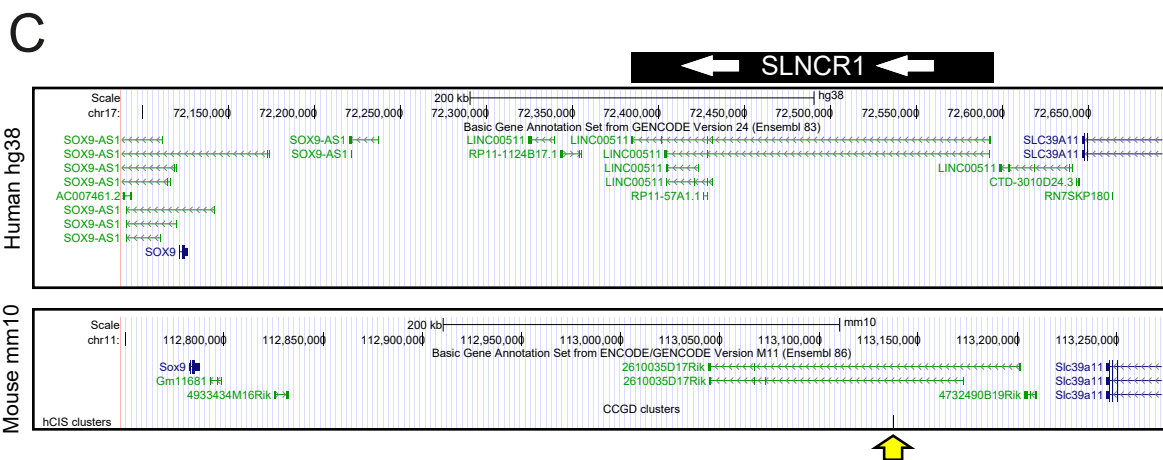 C
SLNCR1
Human hg38
Scale 200 kb hg38
chr17: 72,150,000 72,200,000 72,250,000 72,300,000 72,350,000 72,400,000 72,450,000 72,500,000 72,550,000 72,600,000 72,650,000
Basic Gene Annotation Set from GENCODE Version 24 (Ensembl 83)
SOX9-AS1 SOX9-AS1 LINC00511 LINC00511 SLC39A11
SOX9-AS1 SOX9-AS1 RP11-1124B17.1 LINC00511 SLC39A11
SOX9-AS1 LINC00511 LINC00511
SOX9-AS1 LINC00511 CTD-3010D24.3
AC007461.2 RP11-57A1.1 RN7SKP180
SOX9-AS1
SOX9-AS1
SOX9-AS1
SOX9
Mouse mm10
Scale 200 kb mm10
chr11: 112,800,000 112,850,000 112,900,000 112,950,000 113,000,000 113,050,000 113,100,000 113,150,000 113,200,000 113,250,000
Basic Gene Annotation Set from ENCODE/GENCODE Version M11 (Ensembl 86)
Sox9 2610035D17Rik Slc39a11
Gm11681 2610035D17Rik Slc39a11
4933434M16Rik 4732490B19Rik Slc39a11
CCGD clusters
hCIS clusters